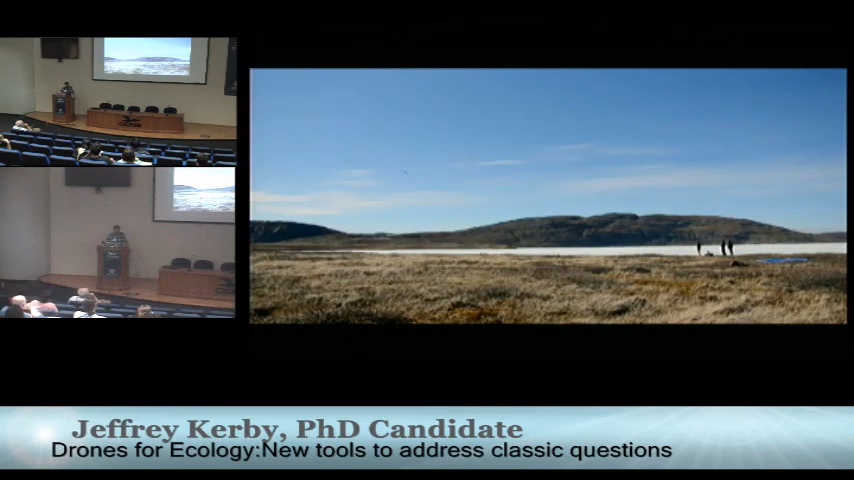 Jeffrey Kerby, PhD Candidate
Drones for Ecology:New tools to address classic questions